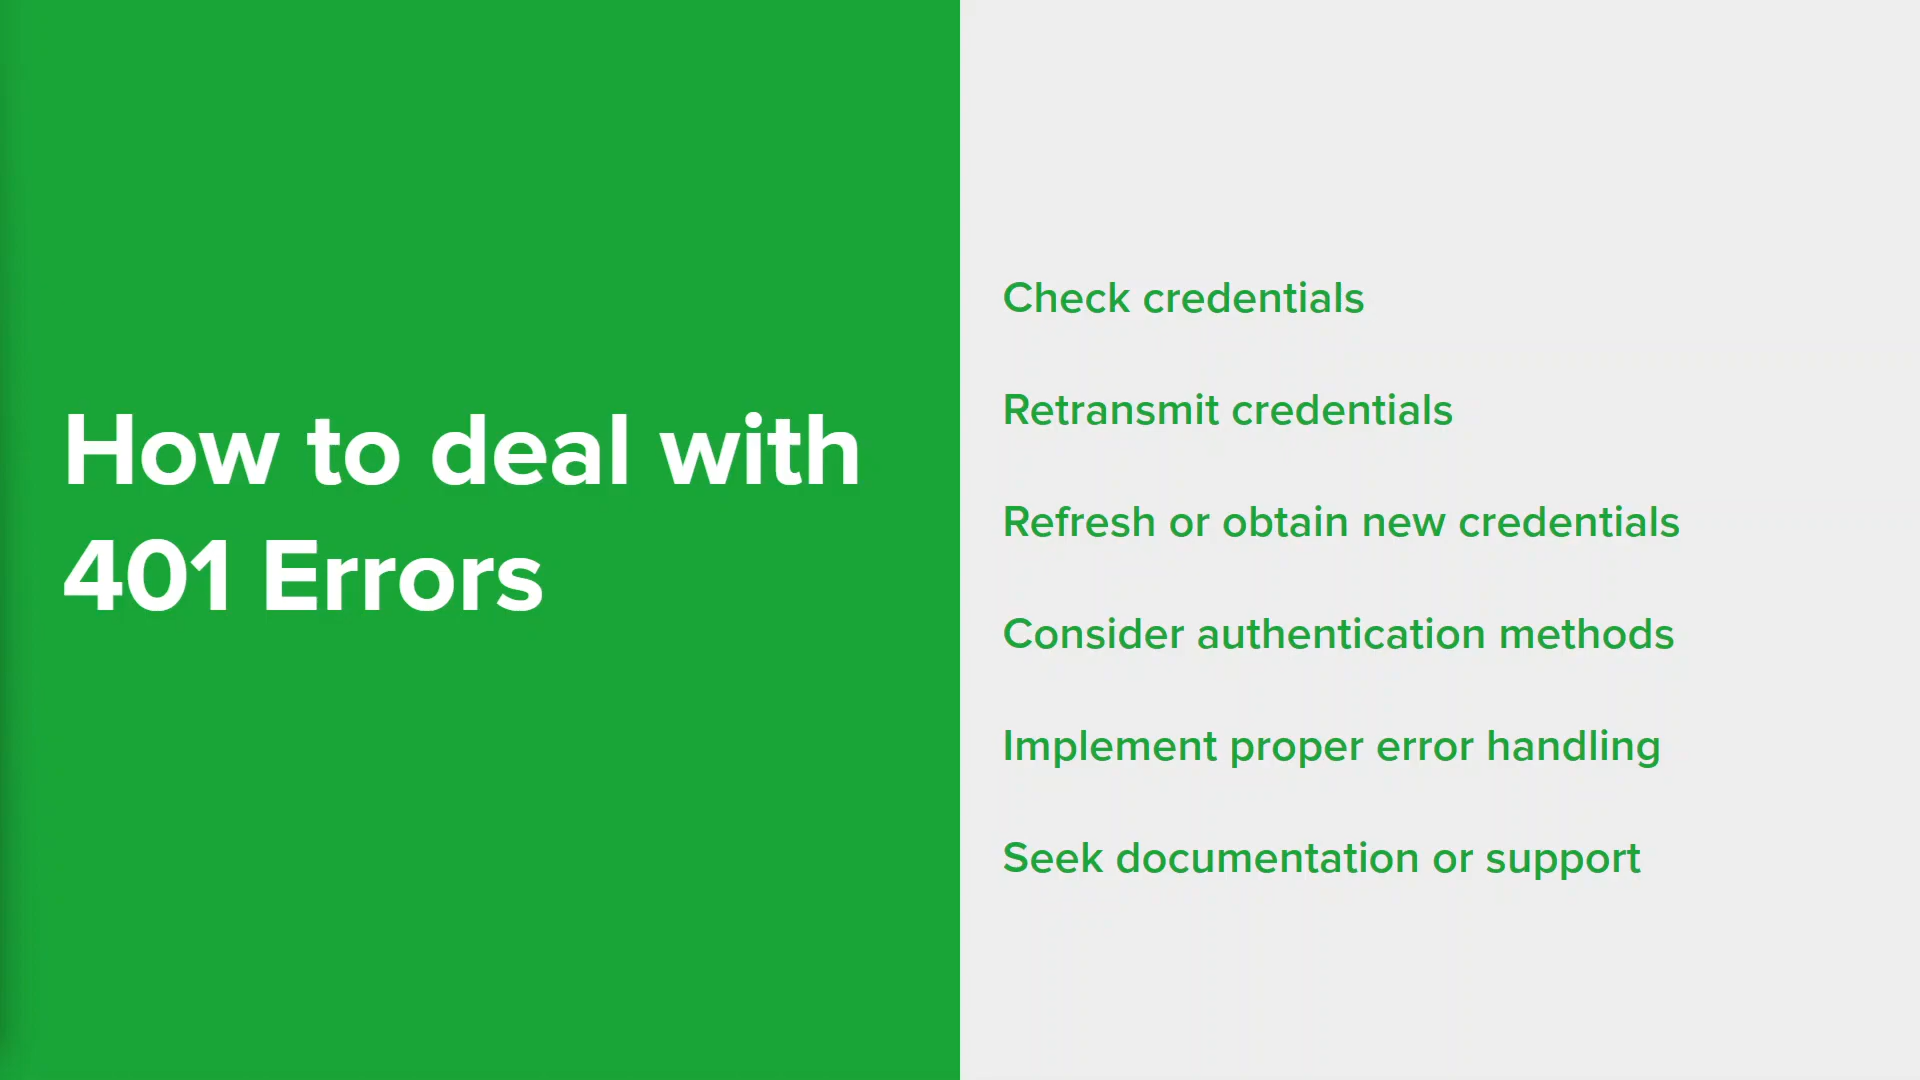 How to deal with
401 Errors
Check credentials
Retransmit credentials
Refresh or obtain new credentials
Consider authentication methods
Implement proper error handling
Seek documentation or support